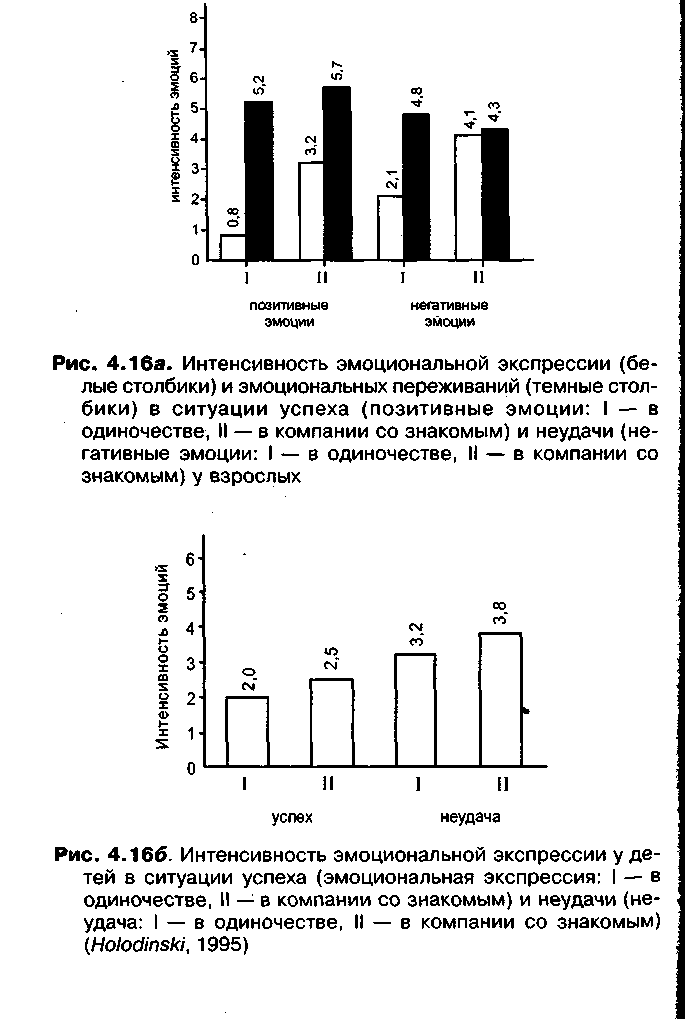 8
7
6
5
4
3
2
1
0
интенсивность эмоций
0,8
5,2
3,2
5,7
2,1
4,8
4,1
4,3
I II I II
позитивные негативные
эмоции эмоции
Рис. 4.16а. Интенсивность эмоциональной экспрессии (бе-
лые столбики) и эмоциональных переживаний (темные стол-
бики) в ситуации успеха (позитивные эмоции: I — в
одиночестве, II — в компании со знакомым) и неудачи (не-
гативные эмоции: I — в одиночестве, II — в компании со
знакомым) у взрослых
6
5
4
3
2
1
0
Интенсивность эмоций
2,0
2,5
3,2
3,8
I II I II
успех неудача
Рис. 4.16б. Интенсивность эмоциональной экспрессии у де-
тей в ситуации успеха (эмоциональная экспрессия: I — в
одиночестве, II — в компании со знакомым) и неудачи (не-
удача: I — в одиночестве, II — в компании со знакомым)
(Holodinski, 1995)